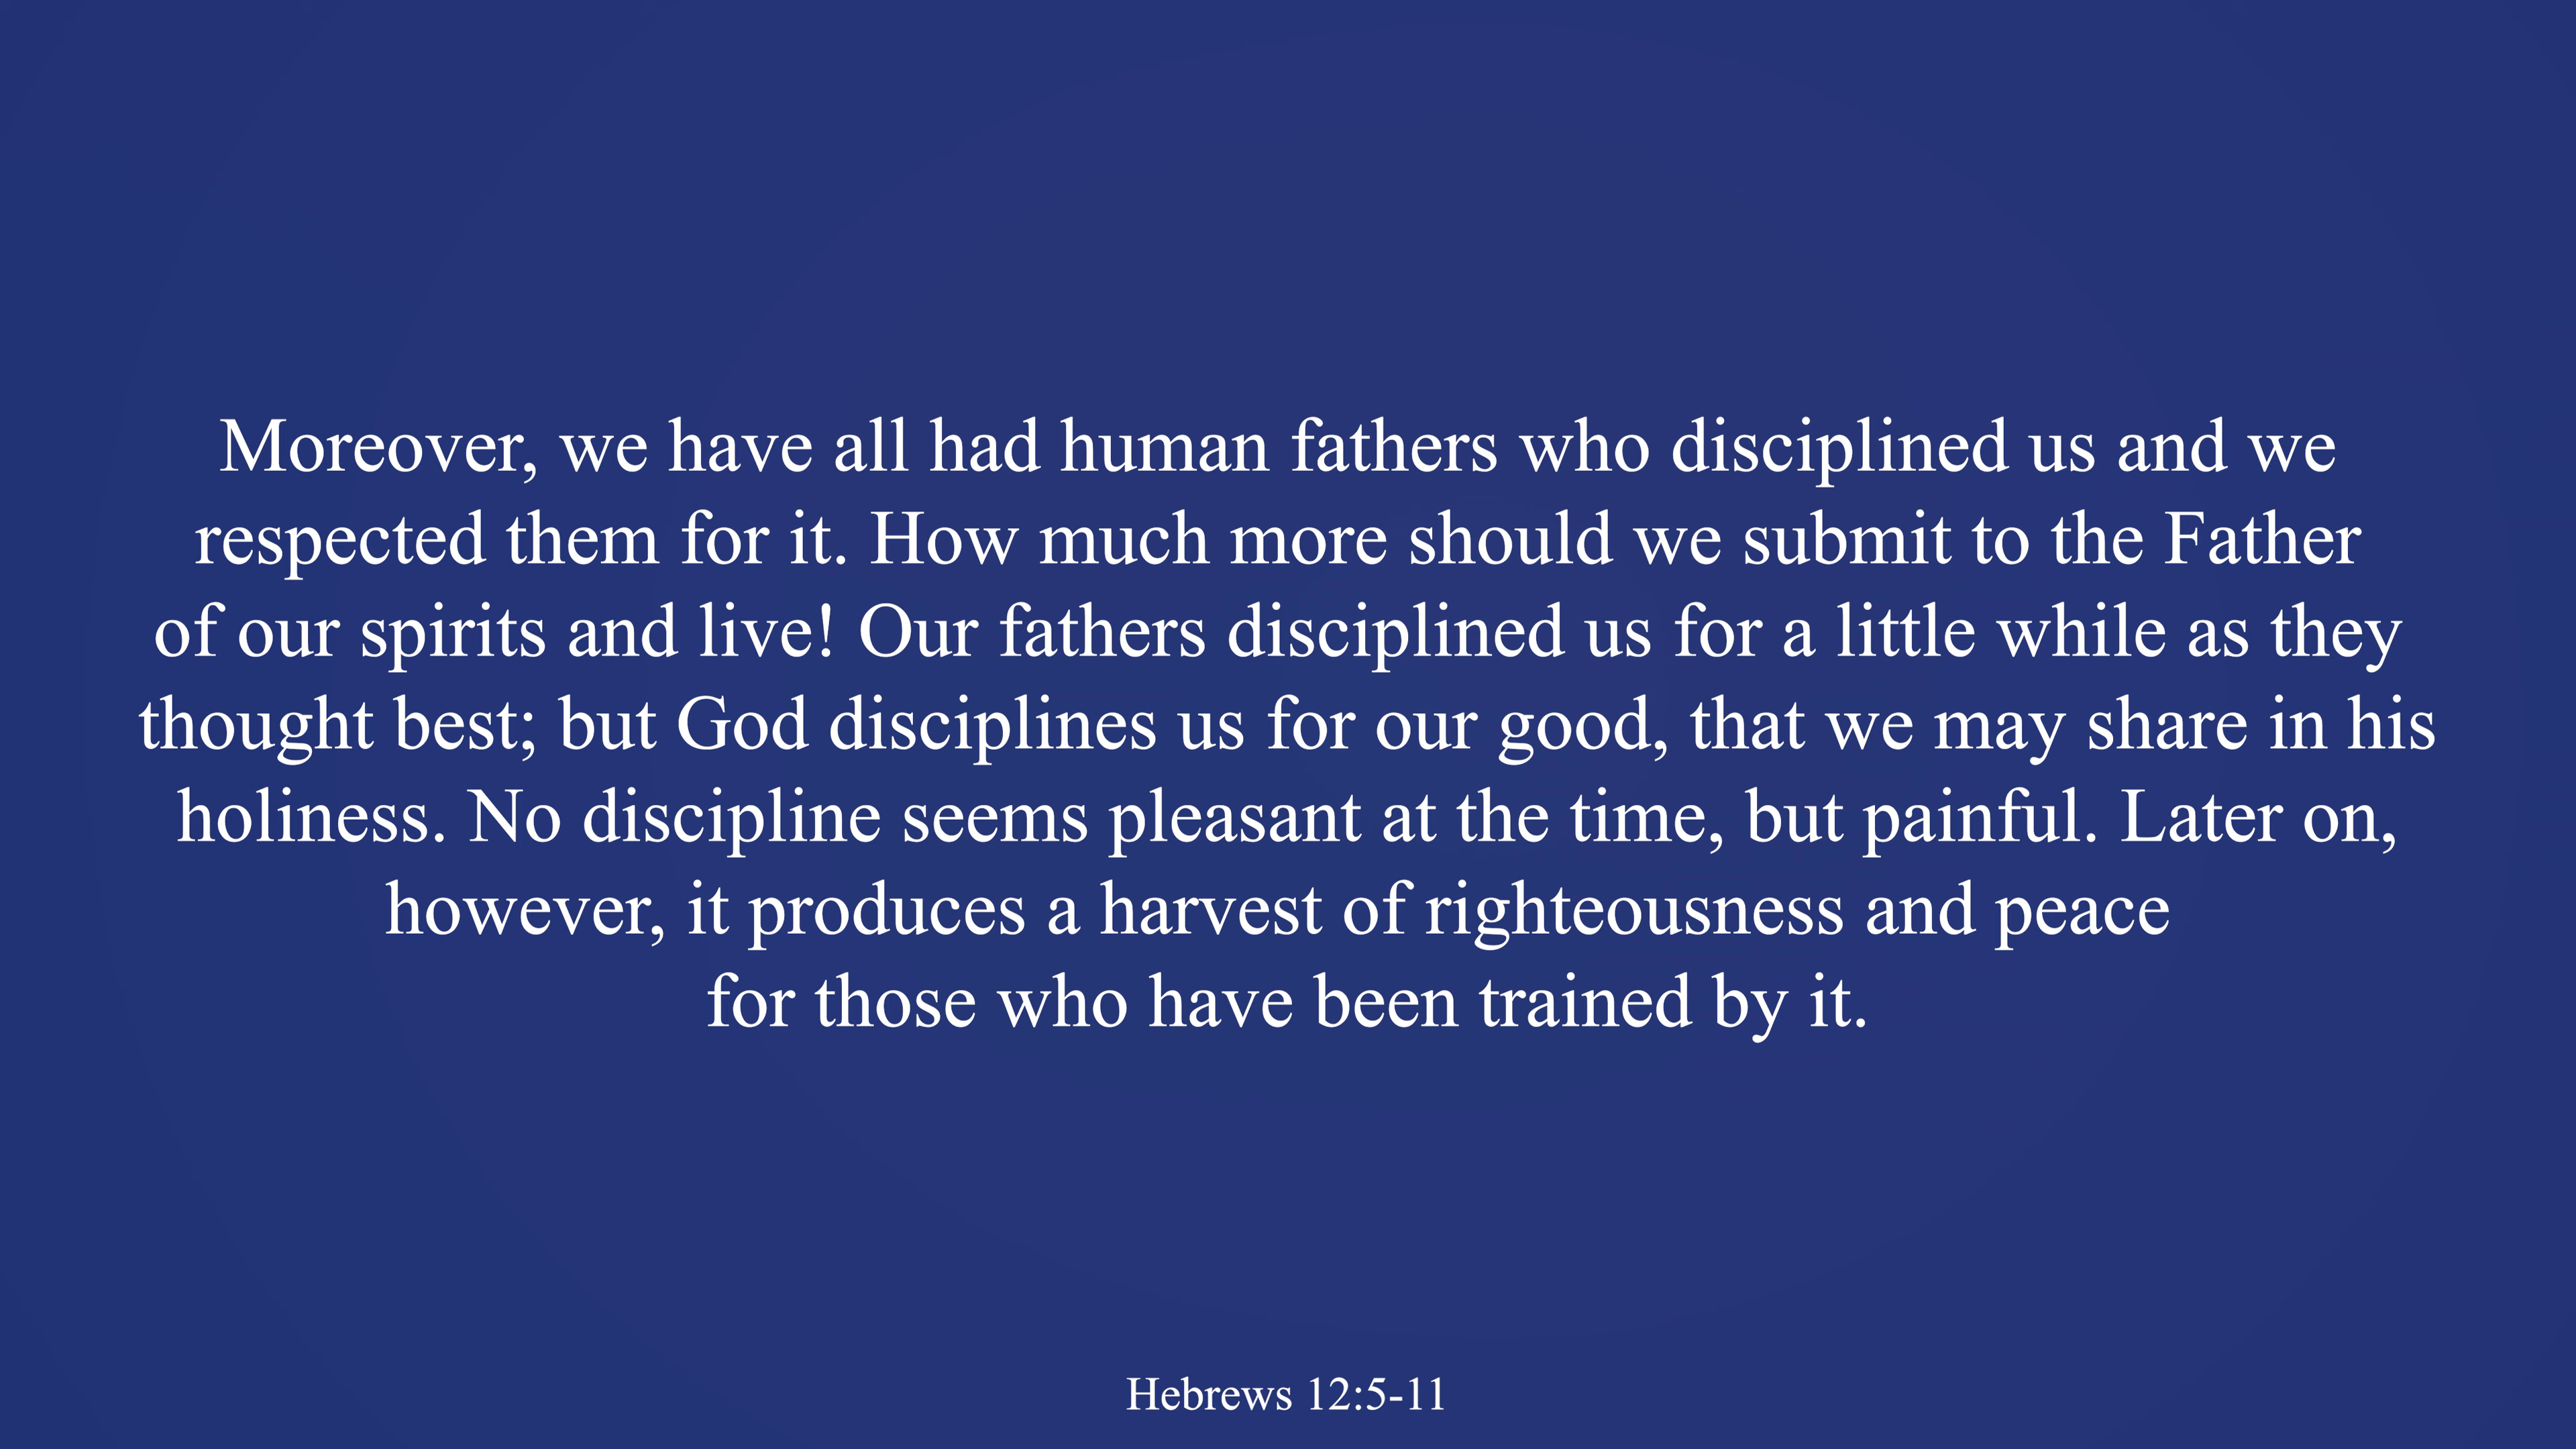 Moreover, we have all had human fathers who disciplined us and we
respected them for it. How much more should we submit to the Father
of our spirits and live! Our fathers disciplined us for a little while as they
thought best; but God disciplines us for our good, that we may share in his
holiness. No discipline seems pleasant at the time, but painful. Later on,
however, it produces a harvest of righteousness and peace
for those who have been trained by it.
Hebrews 12:5-11